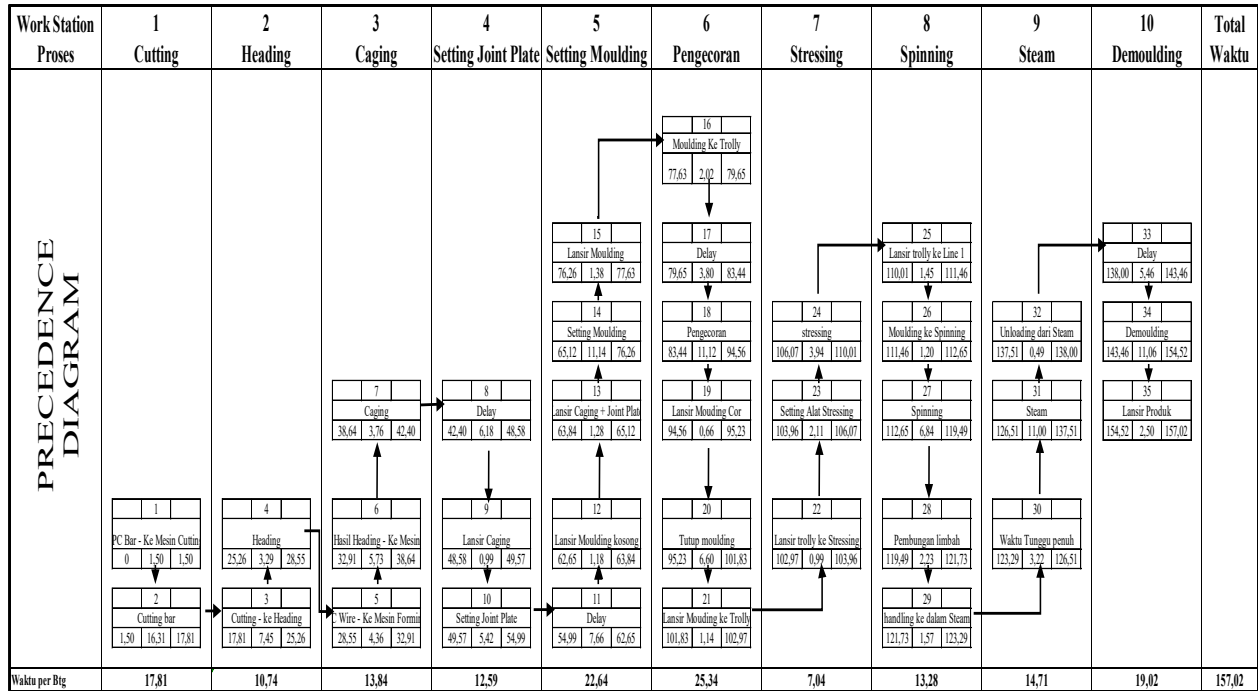 Work Station 1 2 3 4 5 6 7 8 9 10 Total
Proses Cutting Heading Caging Setting Joint Plate Setting Moulding Pengecoran Stressing Spinning Steam Demoulding Waktu
PRECEDENCE
DIAGRAM
1
PC Bar - Ke Mesin Cutting
0 1,50 1,50
2
Cutting bar
1,50 16,31 17,81
4
Heading
25,26 3,29 28,55
3
Cutting - ke Heading
17,81 7,45 25,26
7
Caging
38,64 3,76 42,40
6
Hasil Heading - Ke Mesin
32,91 5,73 38,64
5
C Wire - Ke Mesin Formin
28,55 4,36 32,91
8
Delay
42,40 6,18 48,58
9
Lansir Caging
48,58 0,99 49,57
10
Setting Joint Plate
49,57 5,42 54,99
15
Lansir Moulding
76,26 1,38 77,63
14
Setting Moulding
65,12 11,14 76,26
13
Lansir Caging + Joint Plate
63,84 1,28 65,12
12
Lansir Moulding kosong
62,65 1,18 63,84
11
Delay
54,99 7,66 62,65
16
Moulding Ke Trolly
77,63 2,02 79,65
17
Delay
79,65 3,80 83,44
18
Pengecoran
83,44 11,12 94,56
19
Lansir Mouding Cor
94,56 0,66 95,23
20
Tutup moulding
95,23 6,60 101,83
21
Lansir Mouding ke Trolly
101,83 1,14 102,97
24
stressing
106,07 3,94 110,01
23
Setting Alat Stressing
103,96 2,11 106,07
22
Lansir trolly ke Stressing
102,97 0,99 103,96
25
Lansir trolly ke Line 1
110,01 1,45 111,46
26
Moulding ke Spinning
111,46 1,20 112,65
27
Spinning
112,65 6,84 119,49
28
Pembungan limbah
119,49 2,23 121,73
29
handling ke dalam Steam
121,73 1,57 123,29
32
Unloading dari Steam
137,51 0,49 138,00
31
Steam
126,51 11,00 137,51
30
Waktu Tunggu penuh
123,29 3,22 126,51
33
Delay
138,00 5,46 143,46
34
Demoulding
143,46 11,06 154,52
35
Lansir Produk
154,52 2,50 157,02
Waktu per Btg 17,81 10,74 13,84 12,59 22,64 25,34 7,04 13,28 14,71 19,02 157,02